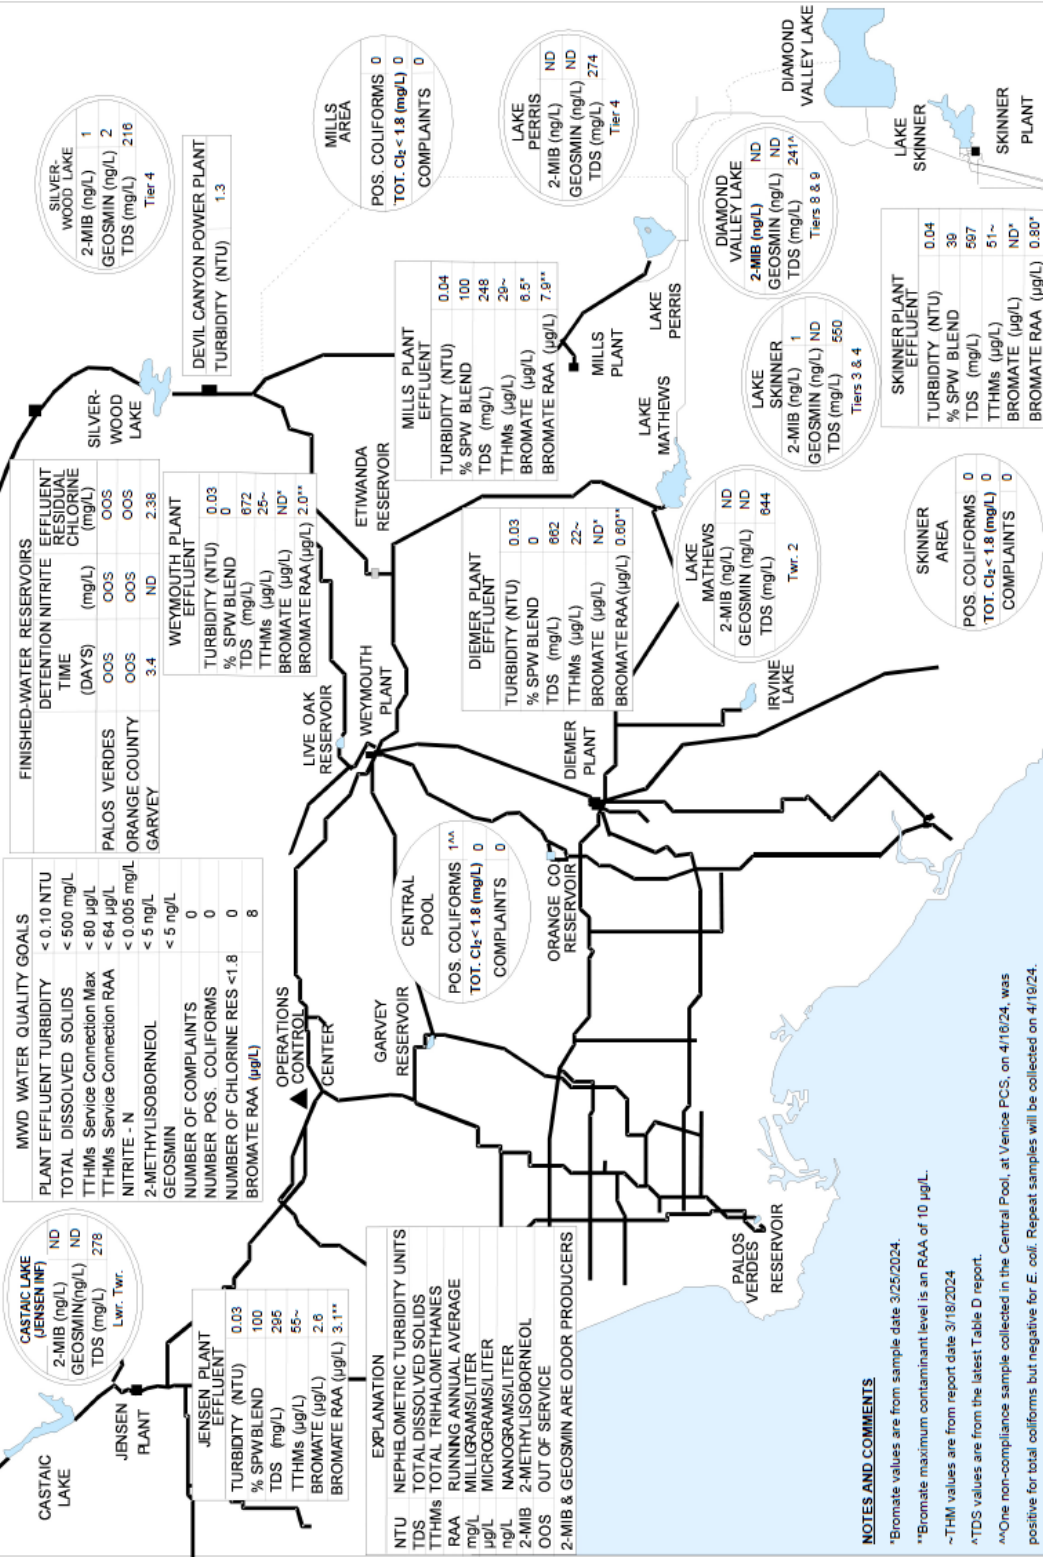 CASTAIC LAKE
(JENSEN INF)
2-MIB (ng/L) ND
GEOSMIN(ng/L) ND
TDS (mg/L) 278
Lwr. Twr.
MWD WATER QUALITY GOALS
PLANT EFFLUENT TURBIDITY < 0.10 NTU
TOTAL DISSOLVED SOLIDS < 500 mg/L
TTHMs Service Connection Max < 80 µg/L
TTHMs Service Connection RAA < 64 µg/L
NITRITE - N < 0.005 mg/L
2-METHYLISOBORNEOL < 5 ng/L
GEOSMIN < 5 ng/L
NUMBER OF COMPLAINTS 0
NUMBER POS. COLIFORMS 0
NUMBER OF CHLORINE RES <1.8 0
BROMATE RAA (µg/L) 8
FINISHED-WATER RESERVOIRS
DETENTION NITRITE EFFLUENT
TIME RESIDUAL
CHLORINE
(DAYS) (mg/L) (mg/L)
PALOS VERDES OOS OOS OOS
ORANGE COUNTY OOS OOS OOS
GARVEY 3.4 ND 2.38
SILVER-
WOOD LAKE
2-MIB (ng/L) 1
GEOSMIN (ng/L) 2
TDS (mg/L) 216
Tier 4
SILVER-
WOOD
LAKE
DEVIL CANYON POWER PLANT
TURBIDITY (NTU) 1.3
CASTAIC
LAKE
JENSEN
PLANT
JENSEN PLANT
EFFLUENT
TURBIDITY (NTU) 0.03
% SPW BLEND 100
TDS (mg/L) 295
TTHMs (µg/L) 55~
BROMATE (µg/L) 2.6
BROMATE RAA (µg/L) 3.1**
OPERATIONS
CONTROL
CENTER
LIVE OAK
RESERVOIR
WEYMOUTH PLANT
EFFLUENT
TURBIDITY (NTU) 0.03
% SPW BLEND 0
TDS (mg/L) 672
TTHMs (µg/L) 25~
BROMATE (µg/L) ND*
BROMATE RAA (µg/L) 2.0**
WEYMOUTH
PLANT
ETIWANDA
RESERVOIR
MILLS
AREA
POS. COLIFORMS 0
TOT. Cl₂ < 1.8 (mg/L) 0
COMPLAINTS 0
EXPLANATION
NTU NEPHELOMETRIC TURBIDITY UNITS
TDS TOTAL DISSOLVED SOLIDS
TTHMs TOTAL TRIHALOMETHANES
RAA RUNNING ANNUAL AVERAGE
mg/L MILLIGRAMS/LITER
µg/L MICROGRAMS/LITER
ng/L NANOGRAMS/LITER
2-MIB 2-METHYLISOBORNEOL
OOS OUT OF SERVICE
2-MIB & GEOSMIN ARE ODOR PRODUCERS
GARVEY
RESERVOIR
CENTRAL
POOL
POS. COLIFORMS 1^^
TOT. Cl₂ < 1.8 (mg/L) 0
COMPLAINTS 0
MILLS PLANT
EFFLUENT
TURBIDITY (NTU) 0.04
% SPW BLEND 100
TDS (mg/L) 248
TTHMs (µg/L) 29~
BROMATE (µg/L) 6.5*
BROMATE RAA (µg/L) 7.9**
LAKE
PERRIS
2-MIB (ng/L) ND
GEOSMIN (ng/L) ND
TDS (mg/L) 274
Tier 4
DIEMER PLANT
EFFLUENT
TURBIDITY (NTU) 0.03
% SPW BLEND 0
TDS (mg/L) 662
TTHMs (µg/L) 22~
BROMATE (µg/L) ND*
BROMATE RAA (µg/L) 0.60**
DIEMER
PLANT
ORANGE CO
RESERVOIR
MILLS
PLANT
LAKE
PERRIS
LAKE
MATHEWS
LAKE
MATHEWS
2-MIB (ng/L) ND
GEOSMIN (ng/L) ND
TDS (mg/L) 644
Twr. 2
DIAMOND
VALLEY LAKE
2-MIB (ng/L) ND
GEOSMIN (ng/L) ND
TDS (mg/L) 241^
Tiers 8 & 9
DIAMOND
VALLEY LAKE
LAKE
SKINNER
2-MIB (ng/L) 1
GEOSMIN (ng/L) ND
TDS (mg/L) 550
Tiers 3 & 4
IRVINE
LAKE
PALOS
VERDES
RESERVOIR
LAKE
SKINNER
SKINNER
PLANT
SKINNER PLANT
EFFLUENT
TURBIDITY (NTU) 0.04
% SPW BLEND 39
TDS (mg/L) 597
TTHMs (µg/L) 51~
BROMATE (µg/L) ND*
BROMATE RAA (µg/L) 0.80*
SKINNER
AREA
POS. COLIFORMS 0
TOT. Cl₂ < 1.8 (mg/L) 0
COMPLAINTS 0
NOTES AND COMMENTS
*Bromate values are from sample date 3/25/2024.
**Bromate maximum contaminant level is an RAA of 10 µg/L.
~THM values are from report date 3/18/2024
^TDS values are from the latest Table D report.
^^One non-compliance sample collected in the Central Pool, at Venice PCS, on 4/16/24, was
positive for total coliforms but negative for E. coli. Repeat samples will be collected on 4/19/24.